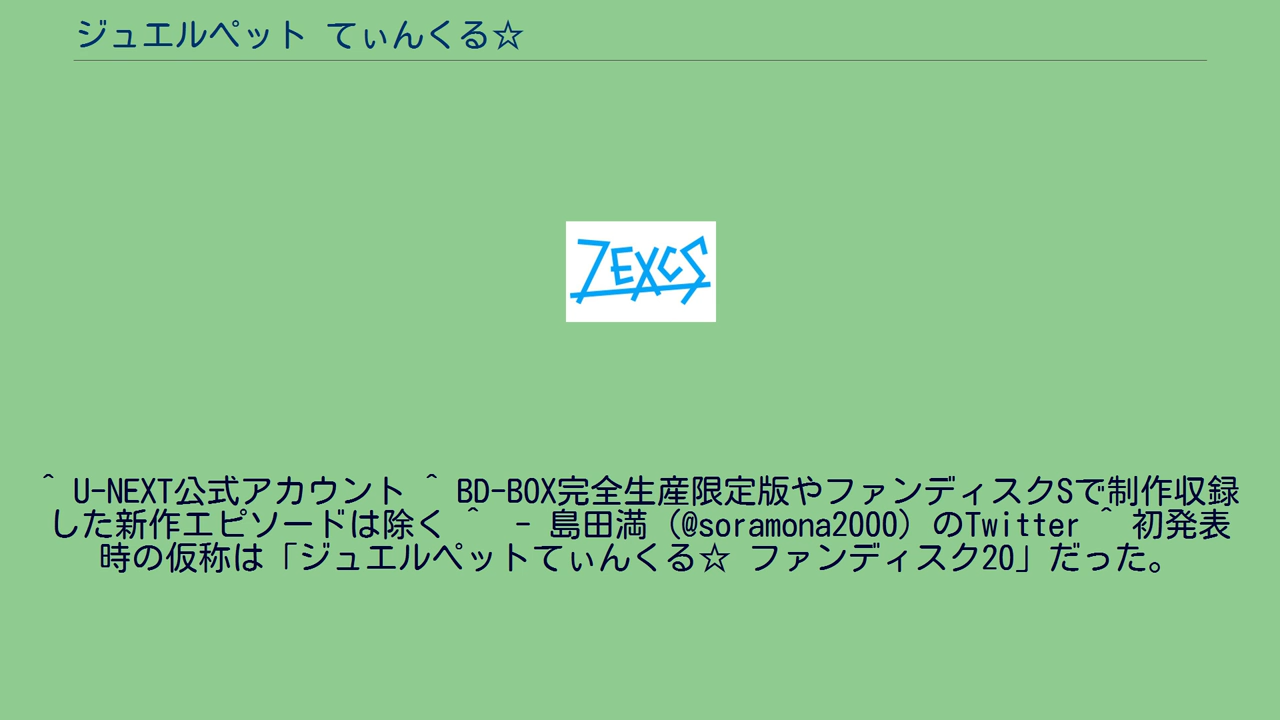 ジュエルペット てぃんくる☆
ZEXCS
^ U-NEXT公式アカウント ^ BD-BOX完全生産限定版やファンディスクSで制作収録
した新作エピソードは除く ^ - 島田満（@soramona2000）のTwitter ^ 初発表
時の仮称は「ジュエルペットてぃんくる☆ ファンディスク20」だった。